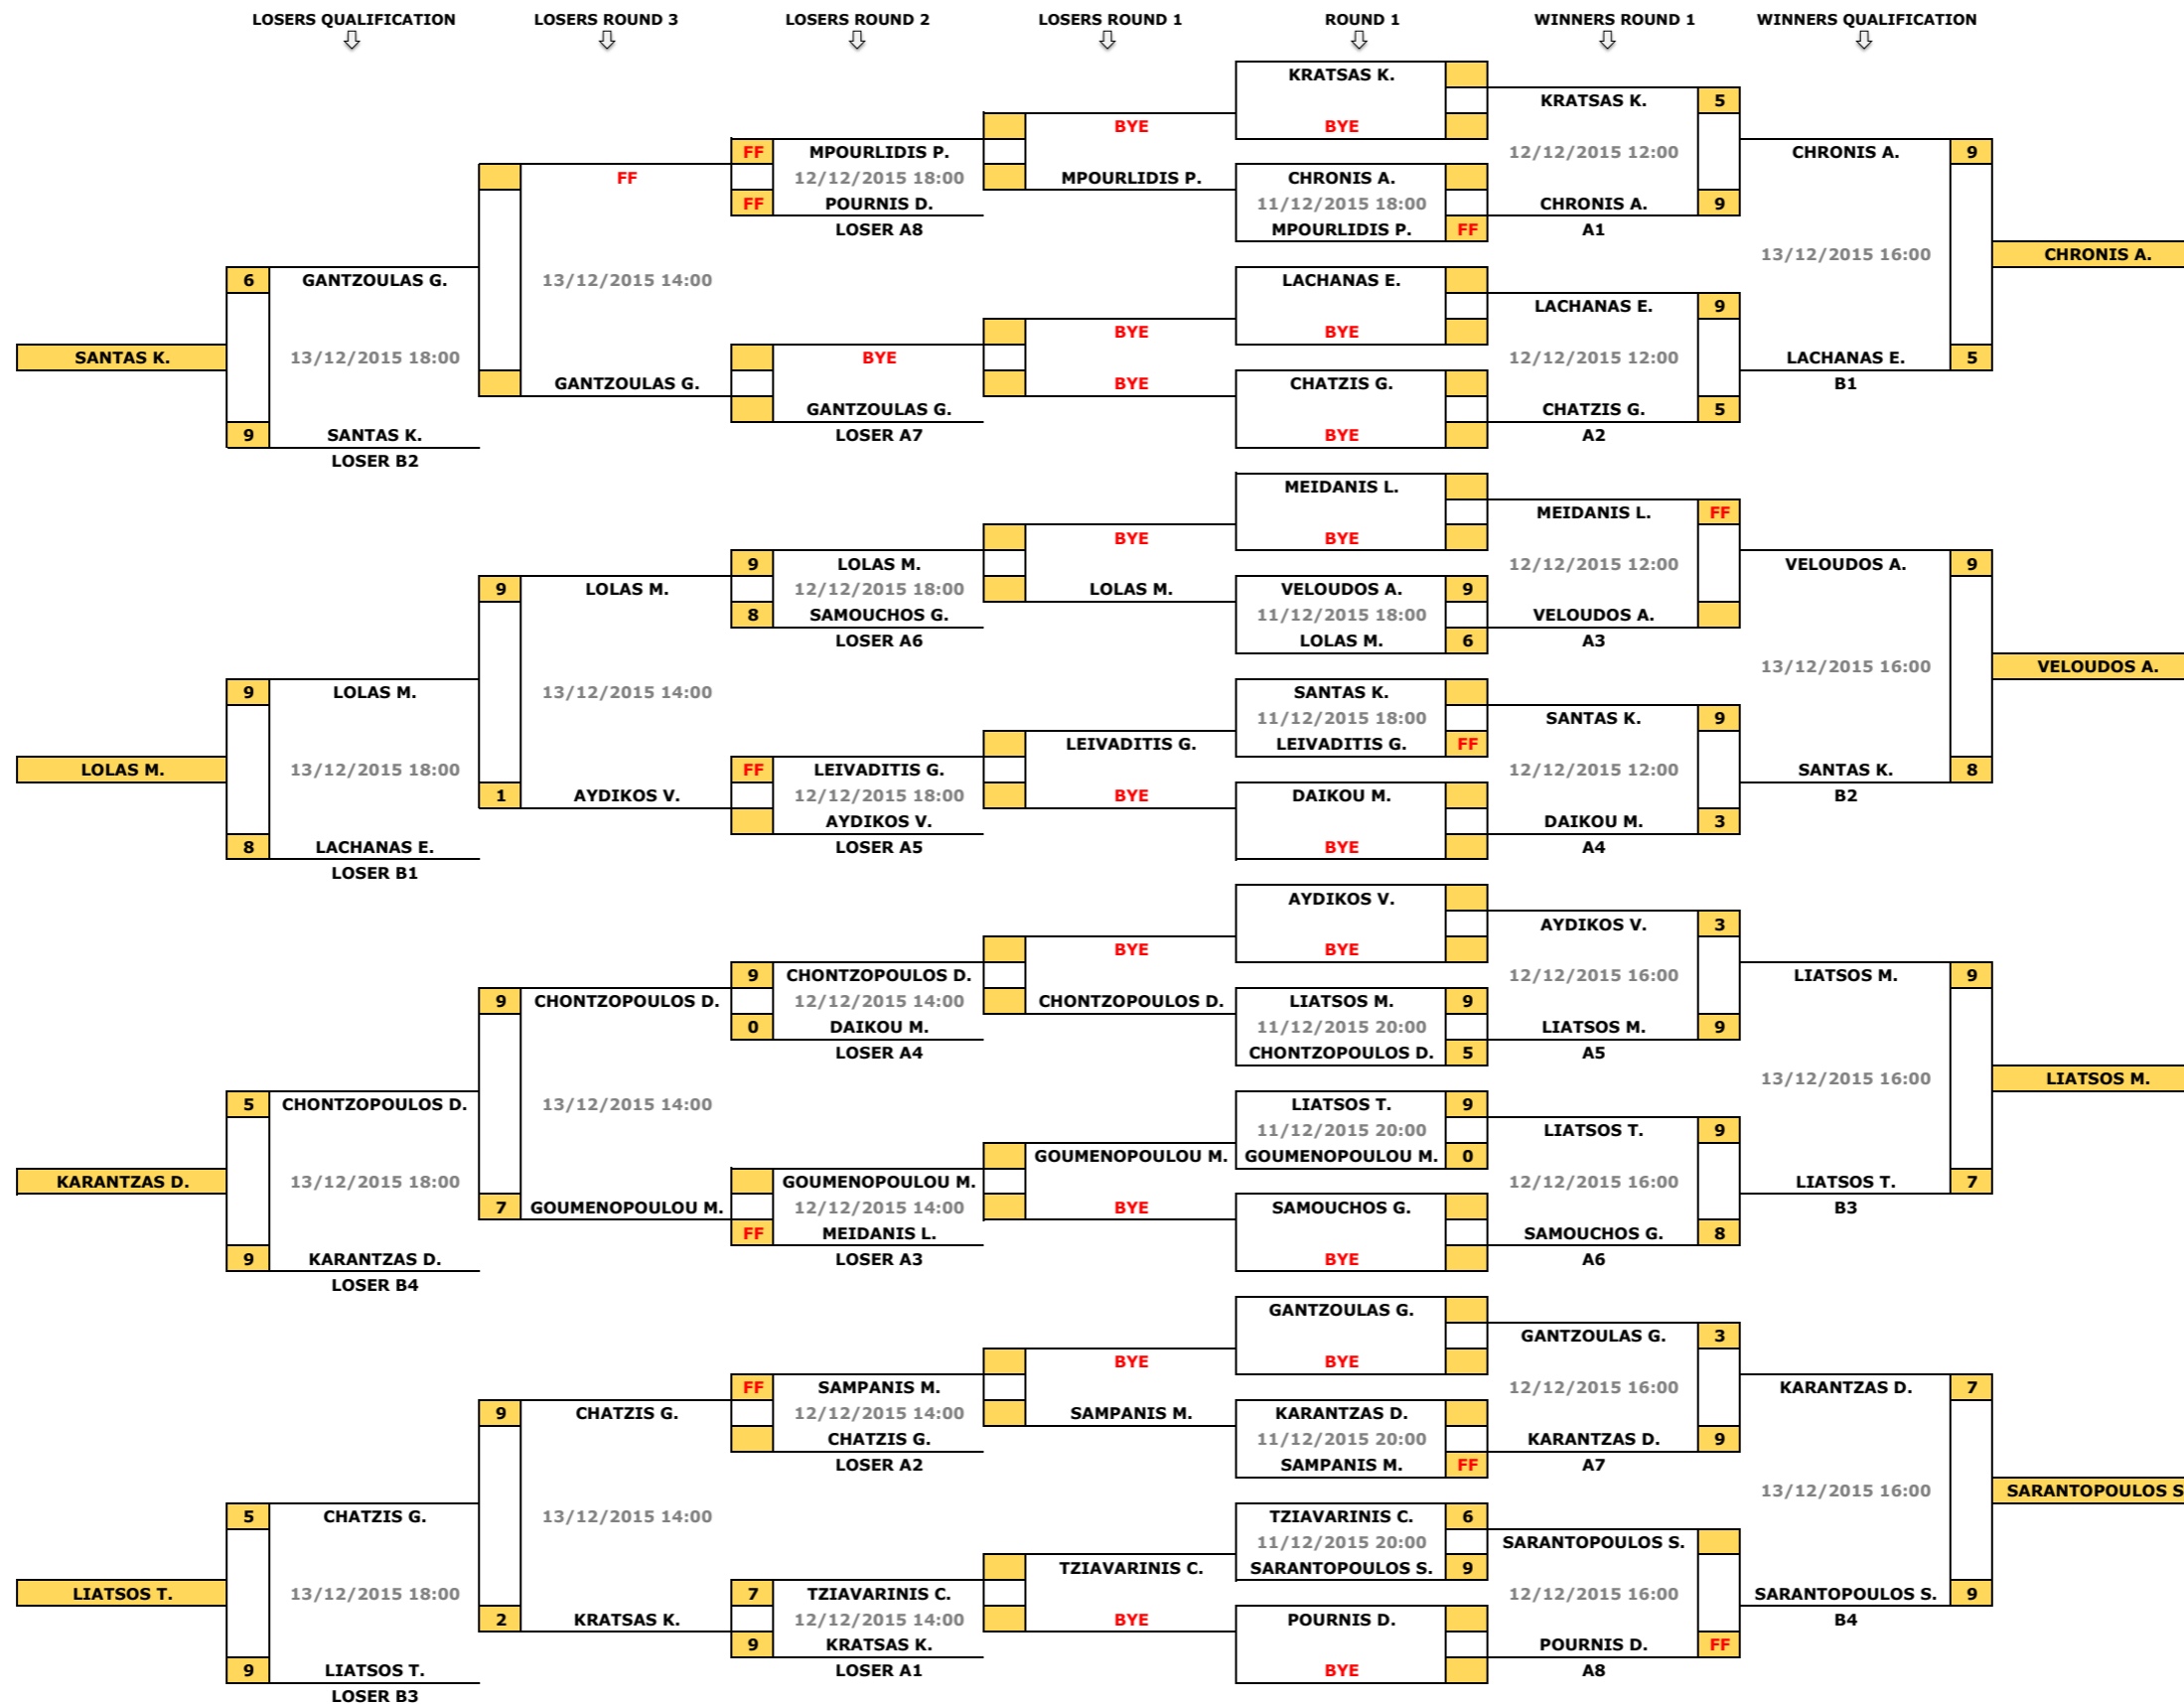 LOSERS QUALIFICATION LOSERS ROUND 3 LOSERS ROUND 2 LOSERS ROUND 1 ROUND 1 WINNERS ROUND 1 WINNERS QUALIFICATION
KRATSAS K.
KRATSAS K. 5
BYE BYE
FF MPOURLIDIS P. 12/12/2015 12:00 CHRONIS A. 9
FF 12/12/2015 18:00 MPOURLIDIS P. CHRONIS A.
FF POURNIS D. 11/12/2015 18:00 CHRONIS A. 9
LOSER A8 MPOURLIDIS P. FF A1
13/12/2015 16:00 CHRONIS A.
6 GANTZOULAS G. 13/12/2015 14:00 LACHANAS E.
LACHANAS E. 9
BYE BYE
SANTAS K. 13/12/2015 18:00 BYE 12/12/2015 12:00 LACHANAS E. 5
GANTZOULAS G. BYE CHATZIS G. B1
GANTZOULAS G. CHATZIS G. 5
9 SANTAS K. LOSER A7 BYE A2
LOSER B2
MEIDANIS L.
MEIDANIS L. FF
BYE BYE
9 LOLAS M. 12/12/2015 12:00 VELOUDOS A. 9
9 LOLAS M. 12/12/2015 18:00 LOLAS M. VELOUDOS A. 9
8 SAMOUCHOS G. 11/12/2015 18:00 VELOUDOS A.
LOSER A6 LOLAS M. 6 A3
13/12/2015 16:00 VELOUDOS A.
9 LOLAS M. 13/12/2015 14:00 SANTAS K.
11/12/2015 18:00 SANTAS K. 9
LEIVADITIS G. LEIVADITIS G. FF
LOLAS M. 13/12/2015 18:00 FF LEIVADITIS G. 12/12/2015 12:00 SANTAS K. 8
1 AYDIKOS V. 12/12/2015 18:00 BYE DAIKOU M. B2
AYDIKOS V. DAIKOU M. 3
8 LACHANAS E. LOSER A5 BYE A4
LOSER B1
AYDIKOS V.
AYDIKOS V. 3
BYE BYE
9 CHONTZOPOULOS D. 12/12/2015 16:00 LIATSOS M. 9
9 CHONTZOPOULOS D. 12/12/2015 14:00 CHONTZOPOULOS D. LIATSOS M. 9
0 DAIKOU M. 11/12/2015 20:00 LIATSOS M. 9
LOSER A4 CHONTZOPOULOS D. 5 A5
13/12/2015 16:00 LIATSOS M.
5 CHONTZOPOULOS D. 13/12/2015 14:00 LIATSOS T. 9
11/12/2015 20:00 LIATSOS T. 9
GOUMENOPOULOU M. GOUMENOPOULOU M. 0
KARANTZAS D. 13/12/2015 18:00 GOUMENOPOULOU M. 12/12/2015 16:00 LIATSOS T. 7
7 GOUMENOPOULOU M. 12/12/2015 14:00 BYE SAMOUCHOS G. B3
FF MEIDANIS L. SAMOUCHOS G. 8
9 KARANTZAS D. LOSER A3 BYE A6
LOSER B4
GANTZOULAS G.
GANTZOULAS G. 3
BYE BYE
FF SAMPANIS M. 12/12/2015 16:00 KARANTZAS D. 7
9 CHATZIS G. 12/12/2015 14:00 SAMPANIS M. KARANTZAS D.
CHATZIS G. 11/12/2015 20:00 KARANTZAS D. 9
LOSER A2 SAMPANIS M. FF A7
13/12/2015 16:00 SARANTOPOULOS S
5 CHATZIS G. 13/12/2015 14:00 TZIAVARINIS C. 6
11/12/2015 20:00 SARANTOPOULOS S.
TZIAVARINIS C. SARANTOPOULOS S. 9
LIATSOS T. 13/12/2015 18:00 7 TZIAVARINIS C. 12/12/2015 16:00 SARANTOPOULOS S. 9
2 KRATSAS K. 12/12/2015 14:00 BYE POURNIS D. B4
9 KRATSAS K. POURNIS D. FF
9 LIATSOS T. LOSER A1 BYE A8
LOSER B3